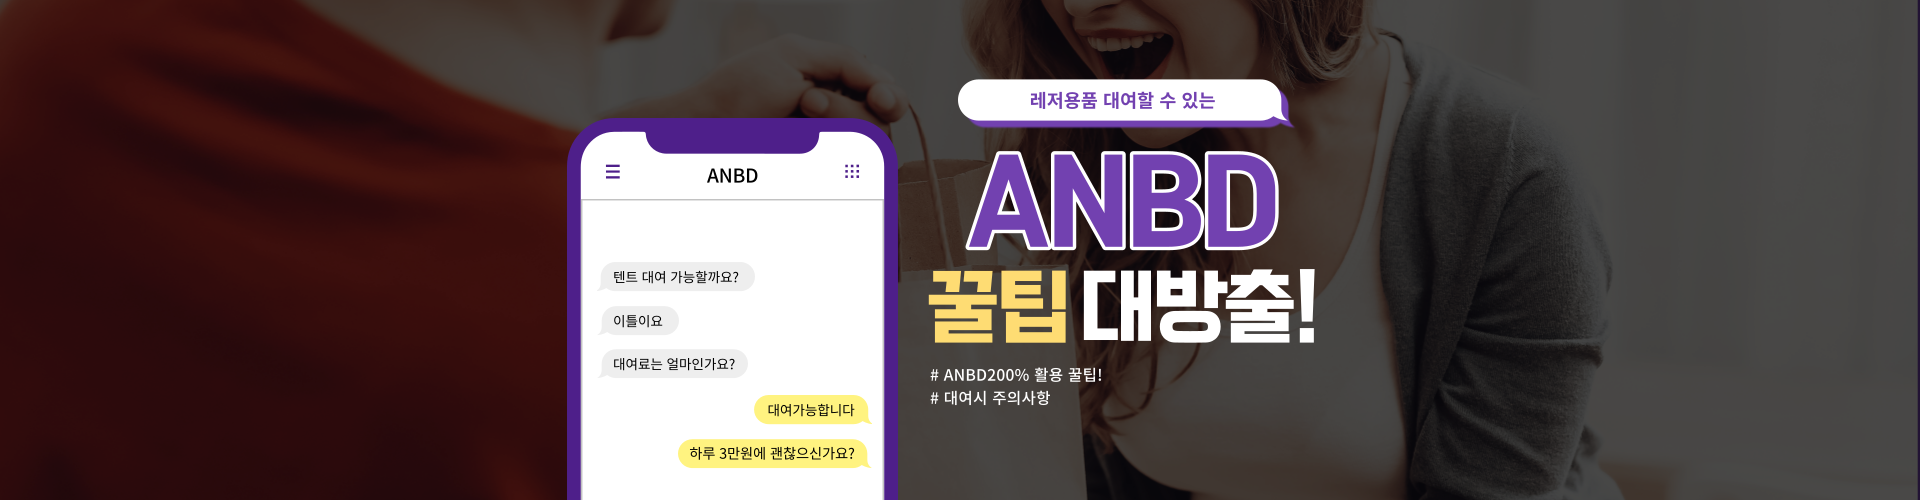 레저용품 대여할 수 있는
ANBD
꿀팁 대방출!
# ANBD200% 활용 꿀팁!
# 대여시 주의사항
ANBD
텐트 대여 가능할까요?
이틀이요
대여료는 얼마인가요?
대여가능합니다
하루 3만원에 괜찮으신가요?